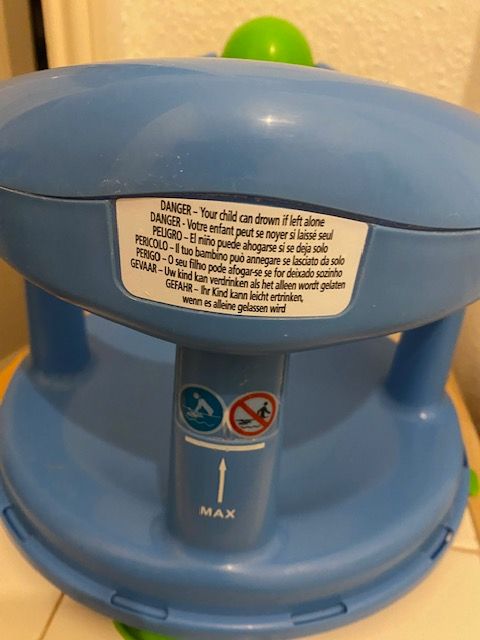 DANGER – Your child can drown if left alone
DANGER - Votre enfant peut se noyer si laissé seul
PELIGRO – El niño puede ahogarse si se deja solo
PERICOLO – Il tuo bambino può annegare se lasciato da solo
PERIGO – O seu filho pode afogar-se se for deixado sozinho
GEVAAR – Uw kind kan verdrinken als het alleen wordt gelaten
GEFAHR – Ihr Kind kann leicht ertrinken,
wenn es alleine gelassen wird
MAX